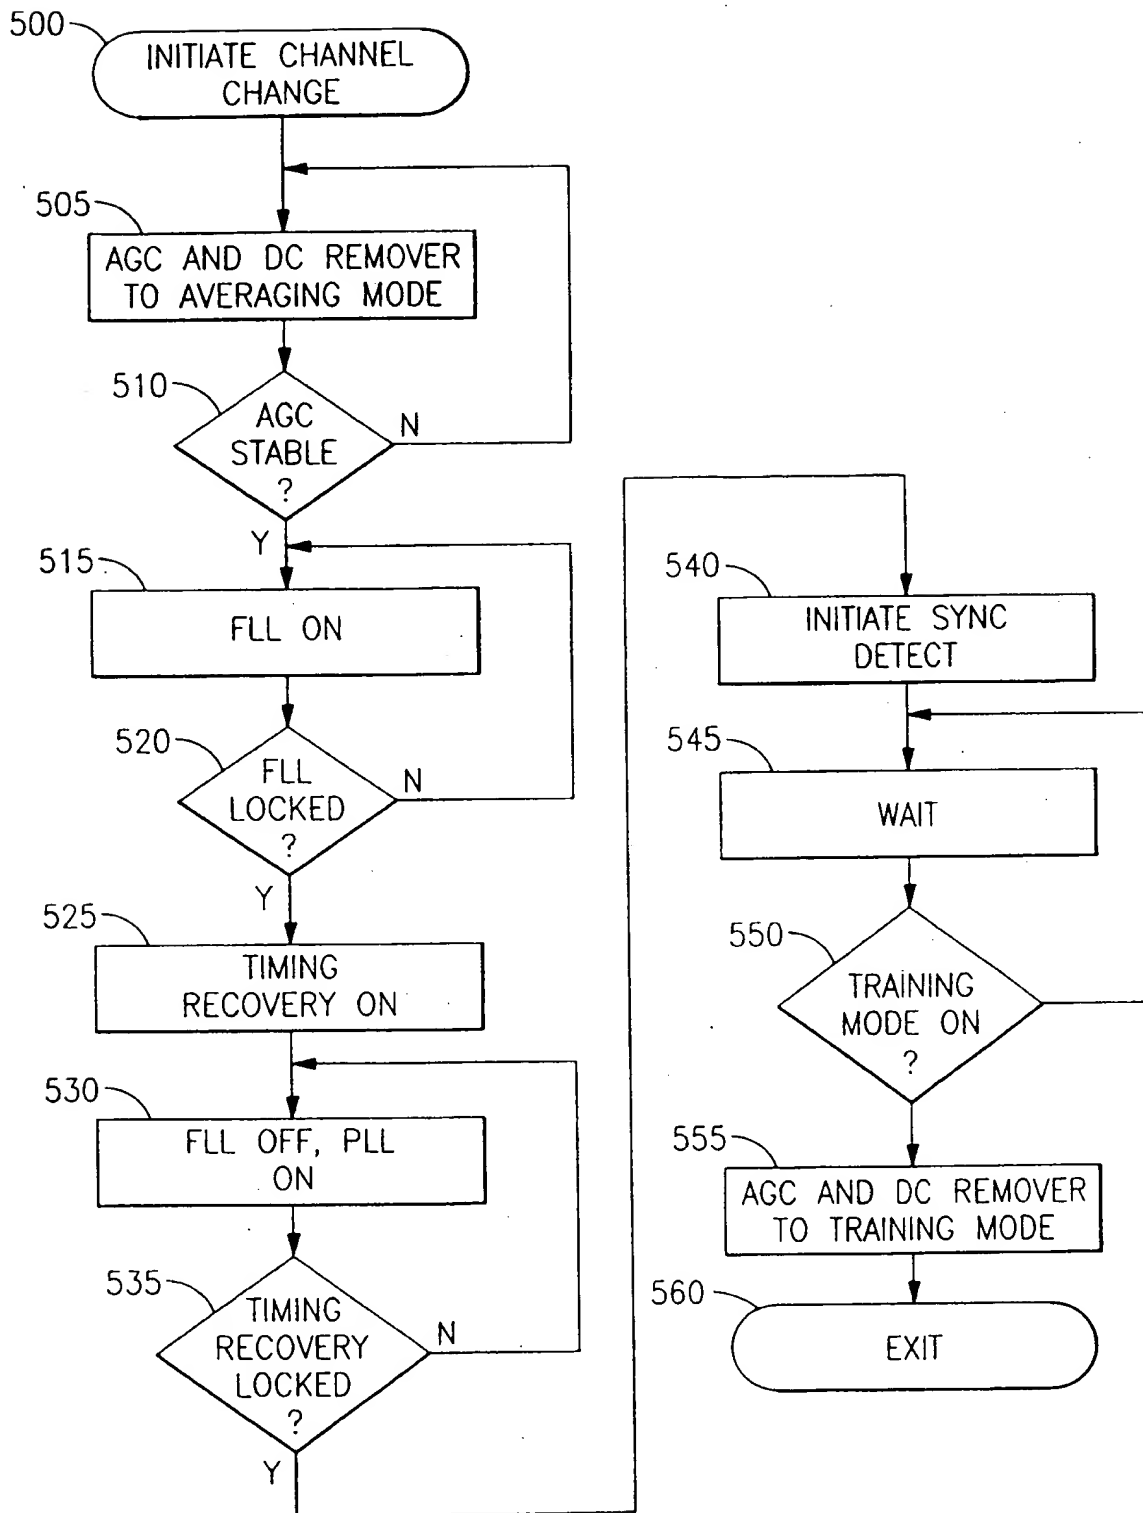 500
INITIATE CHANNEL
CHANGE
505
AGC AND DC REMOVER
TO AVERAGING MODE
510
AGC
STABLE
?
N
Y
515
FLL ON
520
FLL
LOCKED
?
N
Y
525
TIMING
RECOVERY ON
530
FLL OFF, PLL
ON
535
TIMING
RECOVERY
LOCKED
?
N
Y
540
INITIATE SYNC
DETECT
545
WAIT
550
TRAINING
MODE ON
?
555
AGC AND DC REMOVER
TO TRAINING MODE
560
EXIT